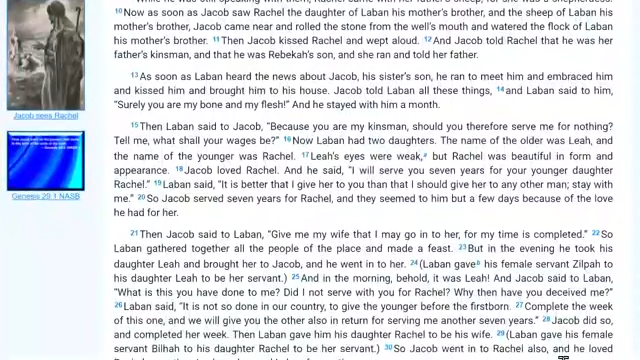 while he was still speaking with them, Rachel came with her father's sheep, for she was a shepherdess.
10 Now as soon as Jacob saw Rachel the daughter of Laban his mother's brother, and the sheep of Laban his
mother's brother, Jacob came near and rolled the stone from the well's mouth and watered the flock of Laban
his mother's brother. 11 Then Jacob kissed Rachel and wept aloud. 12 And Jacob told Rachel that he was her
father's kinsman, and that he was Rebekah's son, and she ran and told her father.
13 As soon as Laban heard the news about Jacob, his sister's son, he ran to meet him and embraced him
and kissed him and brought him to his house. Jacob told Laban all these things, 14 and Laban said to him,
“Surely you are my bone and my flesh!” And he stayed with him a month.
15 Then Laban said to Jacob, “Because you are my kinsman, should you therefore serve me for nothing?
Tell me, what shall your wages be?” 16 Now Laban had two daughters. The name of the older was Leah, and
the name of the younger was Rachel. 17 Leah's eyes were weak,a but Rachel was beautiful in form and
appearance. 18 Jacob loved Rachel. And he said, “I will serve you seven years for your younger daughter
Rachel.” 19 Laban said, “It is better that I give her to you than that I should give her to any other man; stay with
me.” 20 So Jacob served seven years for Rachel, and they seemed to him but a few days because of the love
he had for her.
21 Then Jacob said to Laban, “Give me my wife that I may go in to her, for my time is completed.” 22 So
Laban gathered together all the people of the place and made a feast. 23 But in the evening he took his
daughter Leah and brought her to Jacob, and he went in to her. 24 (Laban gaveb his female servant Zilpah to
his daughter Leah to be her servant.) 25 And in the morning, behold, it was Leah! And Jacob said to Laban,
“What is this you have done to me? Did I not serve with you for Rachel? Why then have you deceived me?”
26 Laban said, “It is not so done in our country, to give the younger before the firstborn. 27 Complete the week
of this one, and we will give you the other also in return for serving me another seven years.” 28 Jacob did so,
and completed her week. Then Laban gave him his daughter Rachel to be his wife. 29 (Laban gave his female
servant Bilhah to his daughter Rachel to be her servant.) 30 So Jacob went in to Rachel also, and he loved
Jacob sees Rachel
Genesis 29:1 NASB